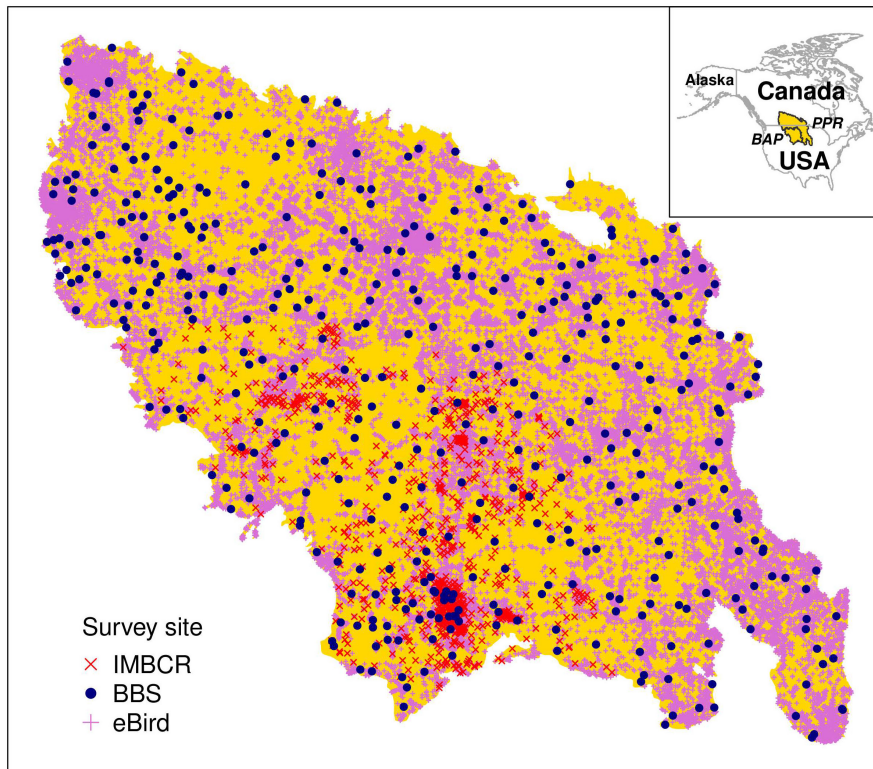 Alaska
Canada
PPR
BAP
USA
Survey site
IMBCR
BBS
eBird